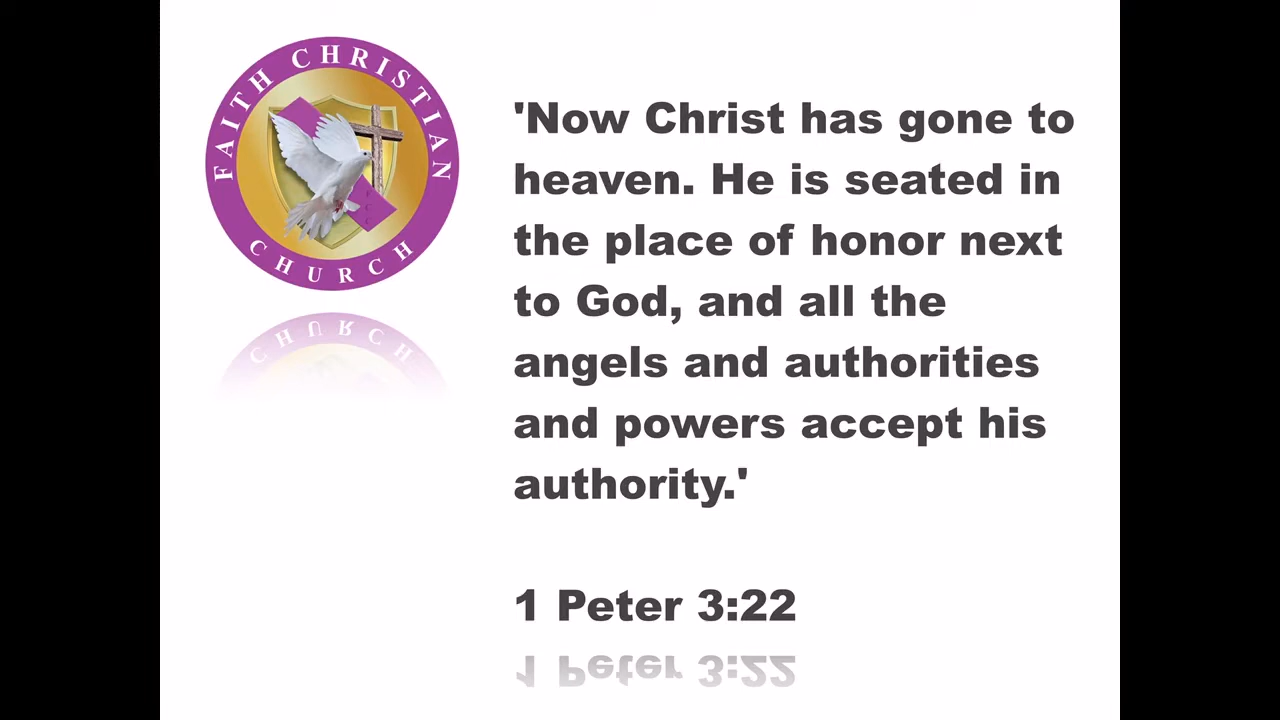 FAITH CHRISTIAN
CHURCH
'Now Christ has gone to
heaven. He is seated in
the place of honor next
to God, and all the
angels and authorities
and powers accept his
authority.'
1 Peter 3:22